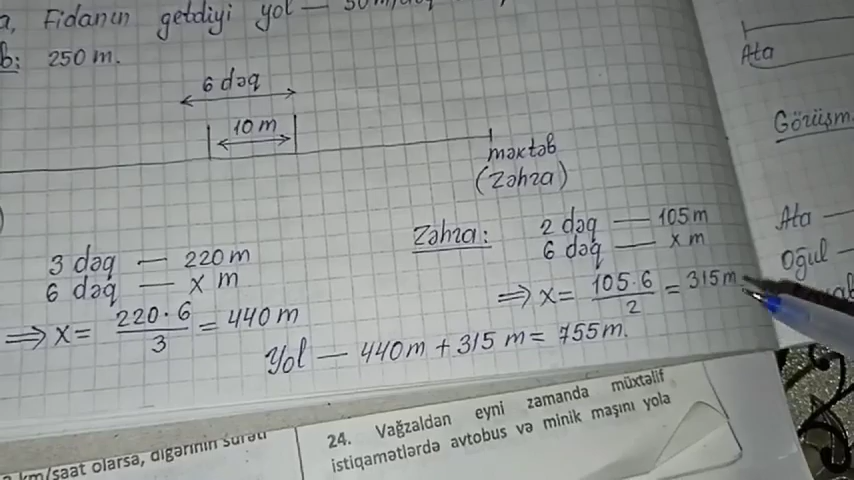 a, Fidanın getdiyi yol —
b: 250 m.
6 dəq
10 m
məktəb
(Zəhra)
3 dəq — 220 m
6 dəq — x m
⟹ x = 220·6/3 = 440 m
Zəhra: 2 dəq — 105 m
6 dəq — x m
⟹ x = 105·6/2 = 315 m
Yol — 440 m + 315 m = 755 m.
Ata
Görüşm
Ata —
Oğul —
km/saat olarsa, digərinin sürəti
24. Vağzaldan eyni zamanda müxtəlif
istiqamətlərdə avtobus və minik maşını yola